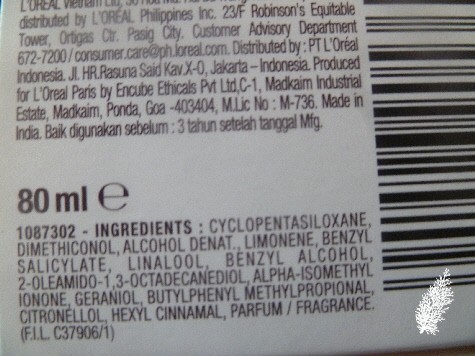 L'ORÉAL Vietnam Ltd,
distributed by L'ORÉAL Philippines Inc. 23/F Robinson's Equitable
Tower, Ortigas Ctr. Pasig City. Customer Advisory Department
672-7200 / consumer.care@ph.loreal.com. Distributed by : PT L'Oréal
Indonesia. Jl. HR.Rasuna Said Kav.X-O, Jakarta – Indonesia. Produced
for L'Oreal Paris by Encube Ethicals Pvt Ltd,C-1, Madkaim Industrial
Estate, Madkaim, Ponda, Goa -403404, M.Lic No : M-736. Made in
India. Baik digunakan sebelum : 3 tahun setelah tanggal Mfg.
80 ml ℮
1087302 - INGREDIENTS : CYCLOPENTASILOXANE,
DIMETHICONOL, ALCOHOL DENAT., LIMONENE, BENZYL
SALICYLATE, LINALOOL, BENZYL ALCOHOL,
2-OLEAMIDO-1,3-OCTADECANEDIOL, ALPHA-ISOMETHYL
IONONE, GERANIOL, BUTYLPHENYL METHYLPROPIONAL,
CITRONELLOL, HEXYL CINNAMAL, PARFUM / FRAGRANCE.
(F.I.L. C37906/1)